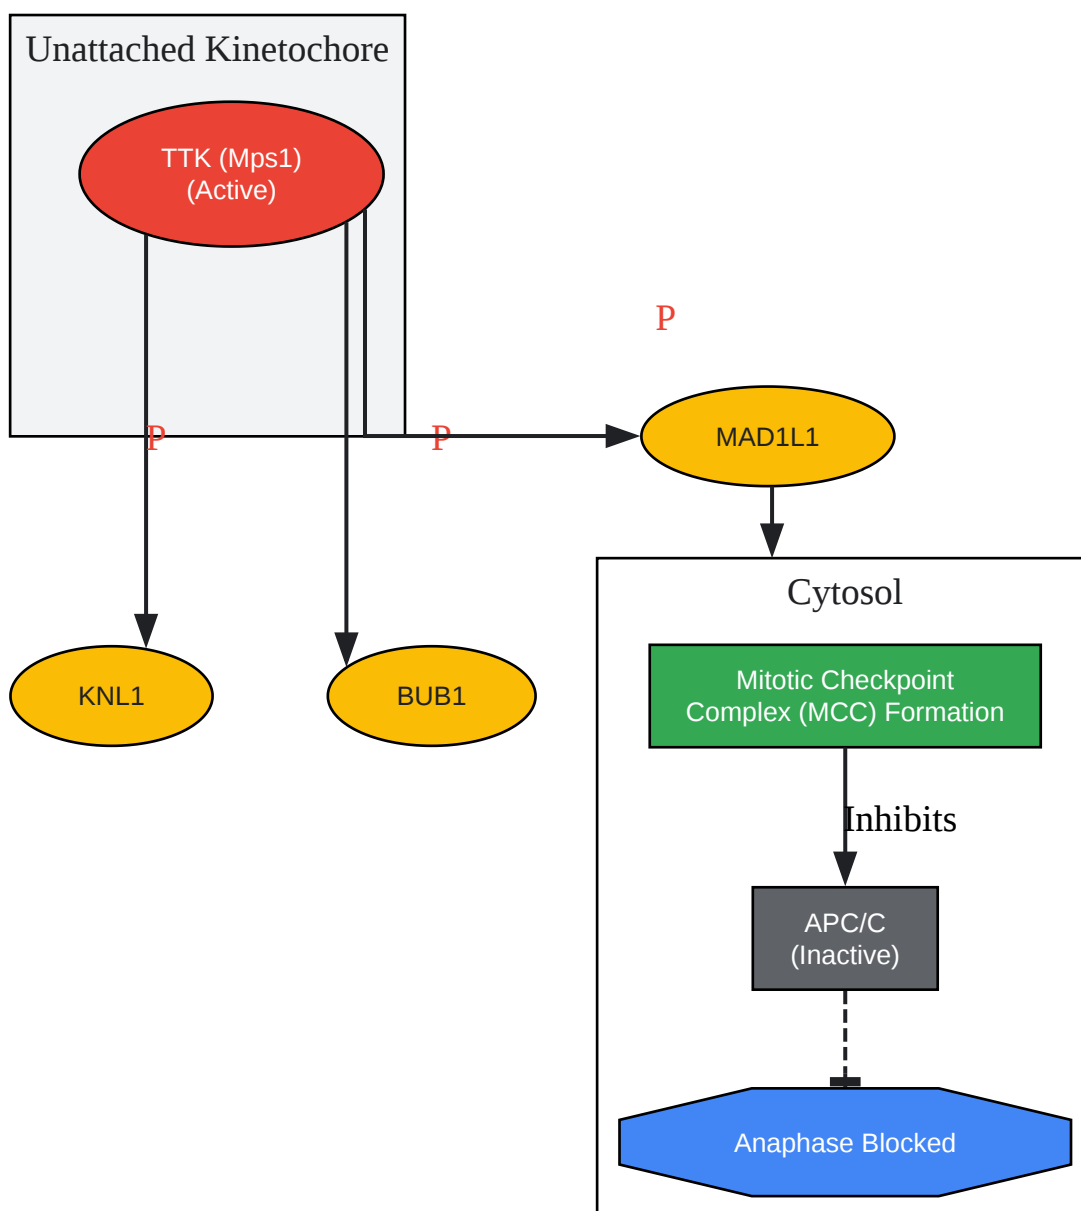 Unattached Kinetochore
TTK (Mps1)
(Active)
P
P
P
MAD1L1
Cytosol
KNL1
BUB1
Mitotic Checkpoint
Complex (MCC) Formation
Inhibits
APC/C
(Inactive)
Anaphase Blocked